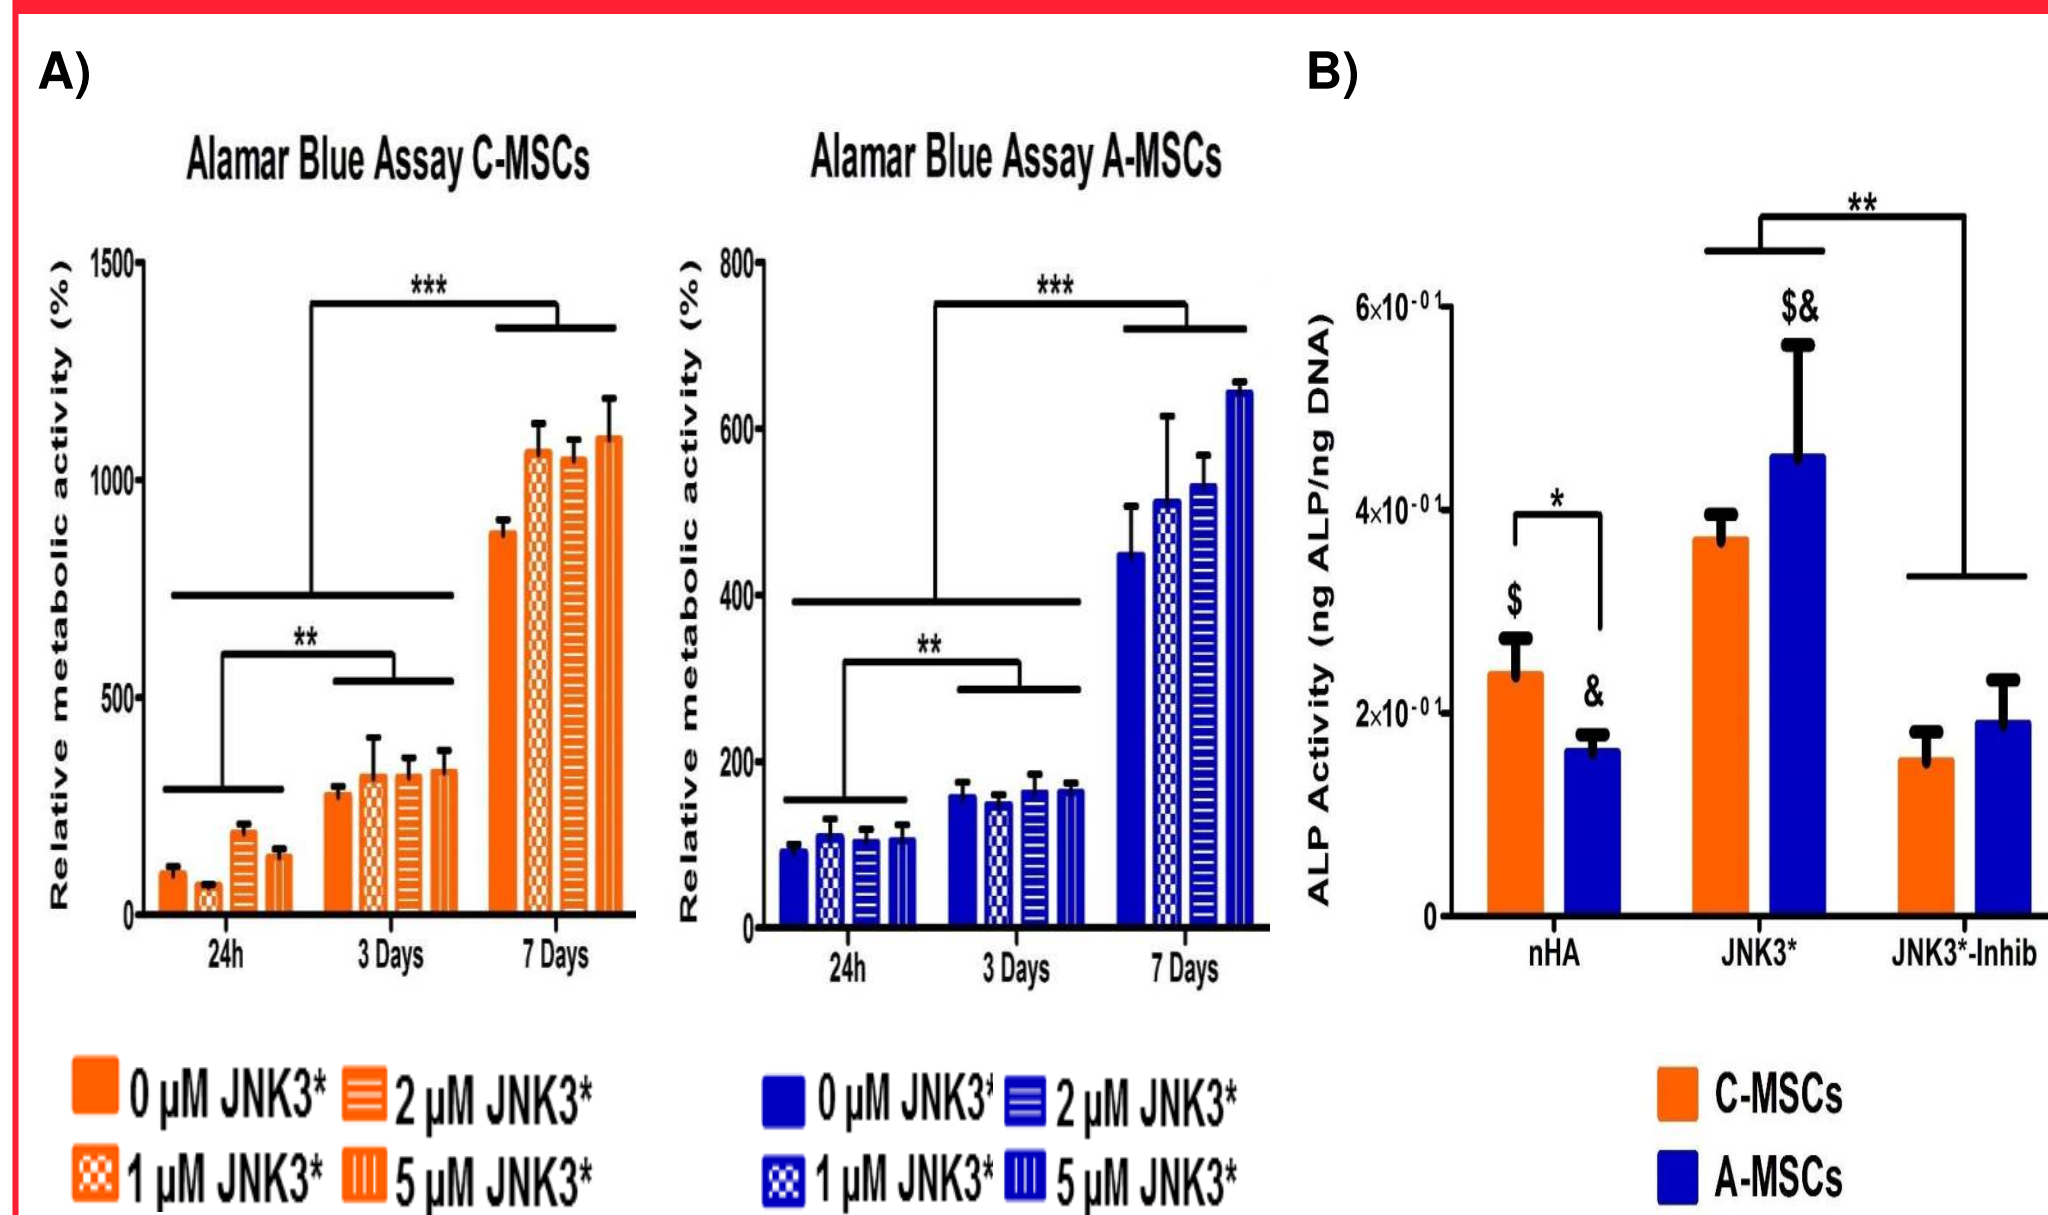 A)
Alamar Blue Assay C-MSCs
Relative metabolic activity (%)
1500
1000
500
0
***
**
24h
3 Days
7 Days
0 µM JNK3*
2 µM JNK3*
1 µM JNK3*
5 µM JNK3*
Alamar Blue Assay A-MSCs
Relative metabolic activity (%)
800
600
400
200
0
***
**
24h
3 Days
7 Days
0 µM JNK3*
2 µM JNK3*
1 µM JNK3*
5 µM JNK3*
B)
ALP Activity (ng ALP/ng DNA)
6×10-01
4×10-01
2×10-01
0
**
$&
*
$
&
nHA
JNK3*
JNK3*-Inhib
C-MSCs
A-MSCs